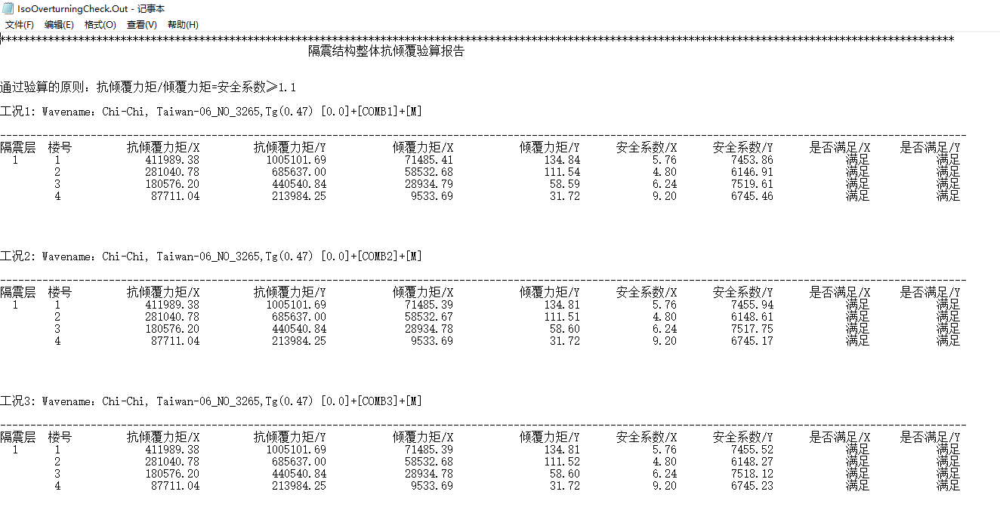 IsoOverturningCheck.Out - 记事本
文件(F) 编辑(E) 格式(O) 查看(V) 帮助(H)
**************************************************************************************************************************************************************
隔震结构整体抗倾覆验算报告
通过验算的原则：抗倾覆力矩/倾覆力矩=安全系数≥1.1
工况1: Wavename：Chi-Chi, Taiwan-06_NO_3265,Tg(0.47) [0.0]+[COMB1]+[M]
----------------------------------------------------------------------------------------------------------------------------------------------------------------
隔震层 楼号 抗倾覆力矩/X 抗倾覆力矩/Y 倾覆力矩/X 倾覆力矩/Y 安全系数/X 安全系数/Y 是否满足/X 是否满足/Y
1 1 411989.38 1005101.69 71485.41 134.84 5.76 7453.86 满足 满足
2 281040.78 685637.00 58532.68 111.54 4.80 6146.91 满足 满足
3 180576.20 440540.84 28934.79 58.59 6.24 7519.61 满足 满足
4 87711.04 213984.25 9533.69 31.72 9.20 6745.46 满足 满足
工况2: Wavename：Chi-Chi, Taiwan-06_NO_3265,Tg(0.47) [0.0]+[COMB2]+[M]
----------------------------------------------------------------------------------------------------------------------------------------------------------------
隔震层 楼号 抗倾覆力矩/X 抗倾覆力矩/Y 倾覆力矩/X 倾覆力矩/Y 安全系数/X 安全系数/Y 是否满足/X 是否满足/Y
1 1 411989.38 1005101.69 71485.39 134.81 5.76 7455.94 满足 满足
2 281040.78 685637.00 58532.67 111.51 4.80 6148.61 满足 满足
3 180576.20 440540.84 28934.78 58.60 6.24 7517.75 满足 满足
4 87711.04 213984.25 9533.69 31.72 9.20 6745.17 满足 满足
工况3: Wavename：Chi-Chi, Taiwan-06_NO_3265,Tg(0.47) [0.0]+[COMB3]+[M]
----------------------------------------------------------------------------------------------------------------------------------------------------------------
隔震层 楼号 抗倾覆力矩/X 抗倾覆力矩/Y 倾覆力矩/X 倾覆力矩/Y 安全系数/X 安全系数/Y 是否满足/X 是否满足/Y
1 1 411989.38 1005101.69 71485.39 134.81 5.76 7455.52 满足 满足
2 281040.78 685637.00 58532.68 111.52 4.80 6148.27 满足 满足
3 180576.20 440540.84 28934.78 58.60 6.24 7518.12 满足 满足
4 87711.04 213984.25 9533.69 31.72 9.20 6745.23 满足 满足